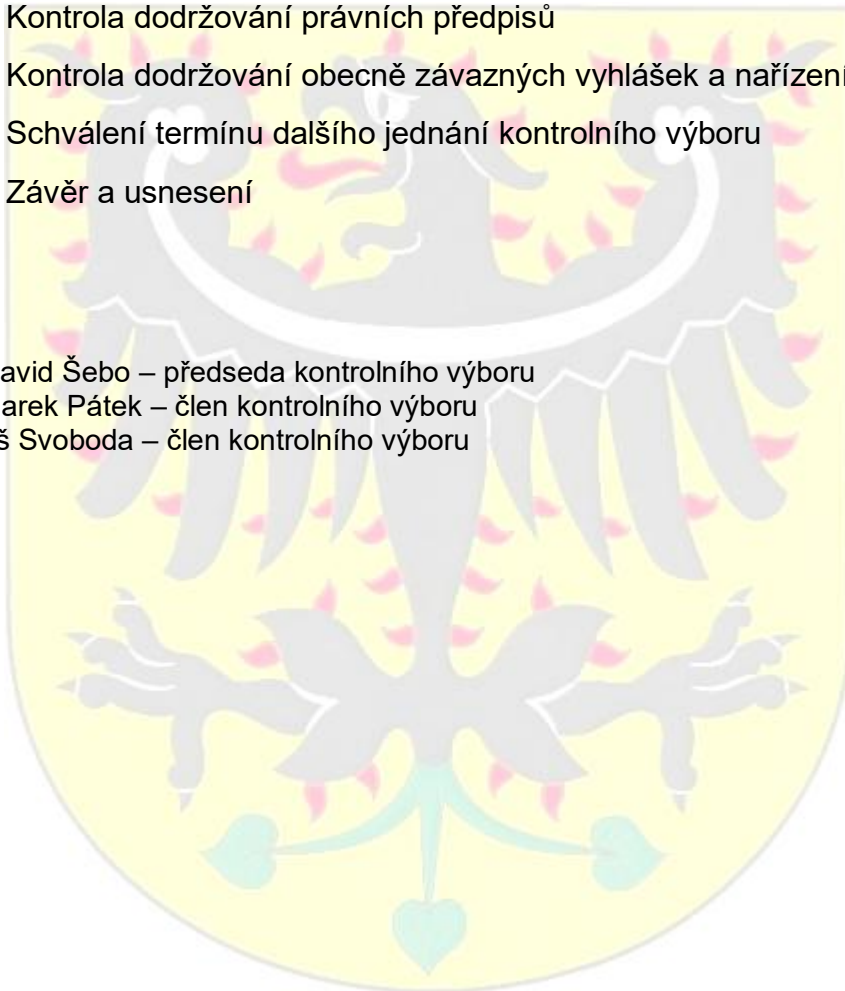 Kontrola dodržování právních předpisů
Kontrola dodržování obecně závazných vyhlášek a nařízení
Schválení termínu dalšího jednání kontrolního výboru
Závěr a usnesení
avid Šebo – předseda kontrolního výboru
arek Pátek – člen kontrolního výboru
š Svoboda – člen kontrolního výboru